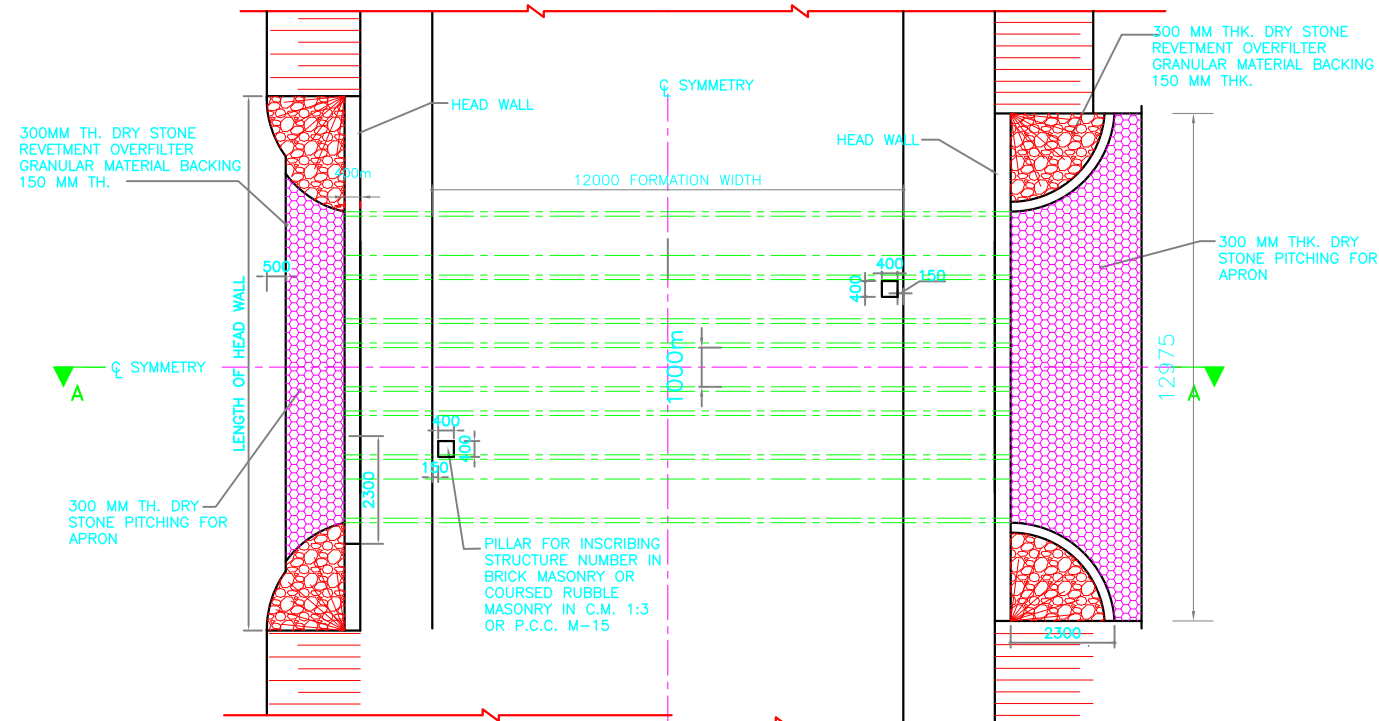 300 MM THK. DRY STONE
REVETMENT OVERFILTER
GRANULAR MATERIAL BACKING
150 MM THK.
℄ SYMMETRY
HEAD WALL
300MM TH. DRY STONE
REVETMENT OVERFILTER
GRANULAR MATERIAL BACKING
150 MM TH.
HEAD WALL
400m
12000 FORMATION WIDTH
300 MM THK. DRY
STONE PITCHING FOR
APRON
500
400
150
400
LENGTH OF HEAD WALL
1000m
12975
℄ SYMMETRY
A
A
400
400
150
2300
300 MM TH. DRY
STONE PITCHING FOR
APRON
PILLAR FOR INSCRIBING
STRUCTURE NUMBER IN
BRICK MASONRY OR
COURSED RUBBLE
MASONRY IN C.M. 1:3
OR P.C.C. M-15
2300